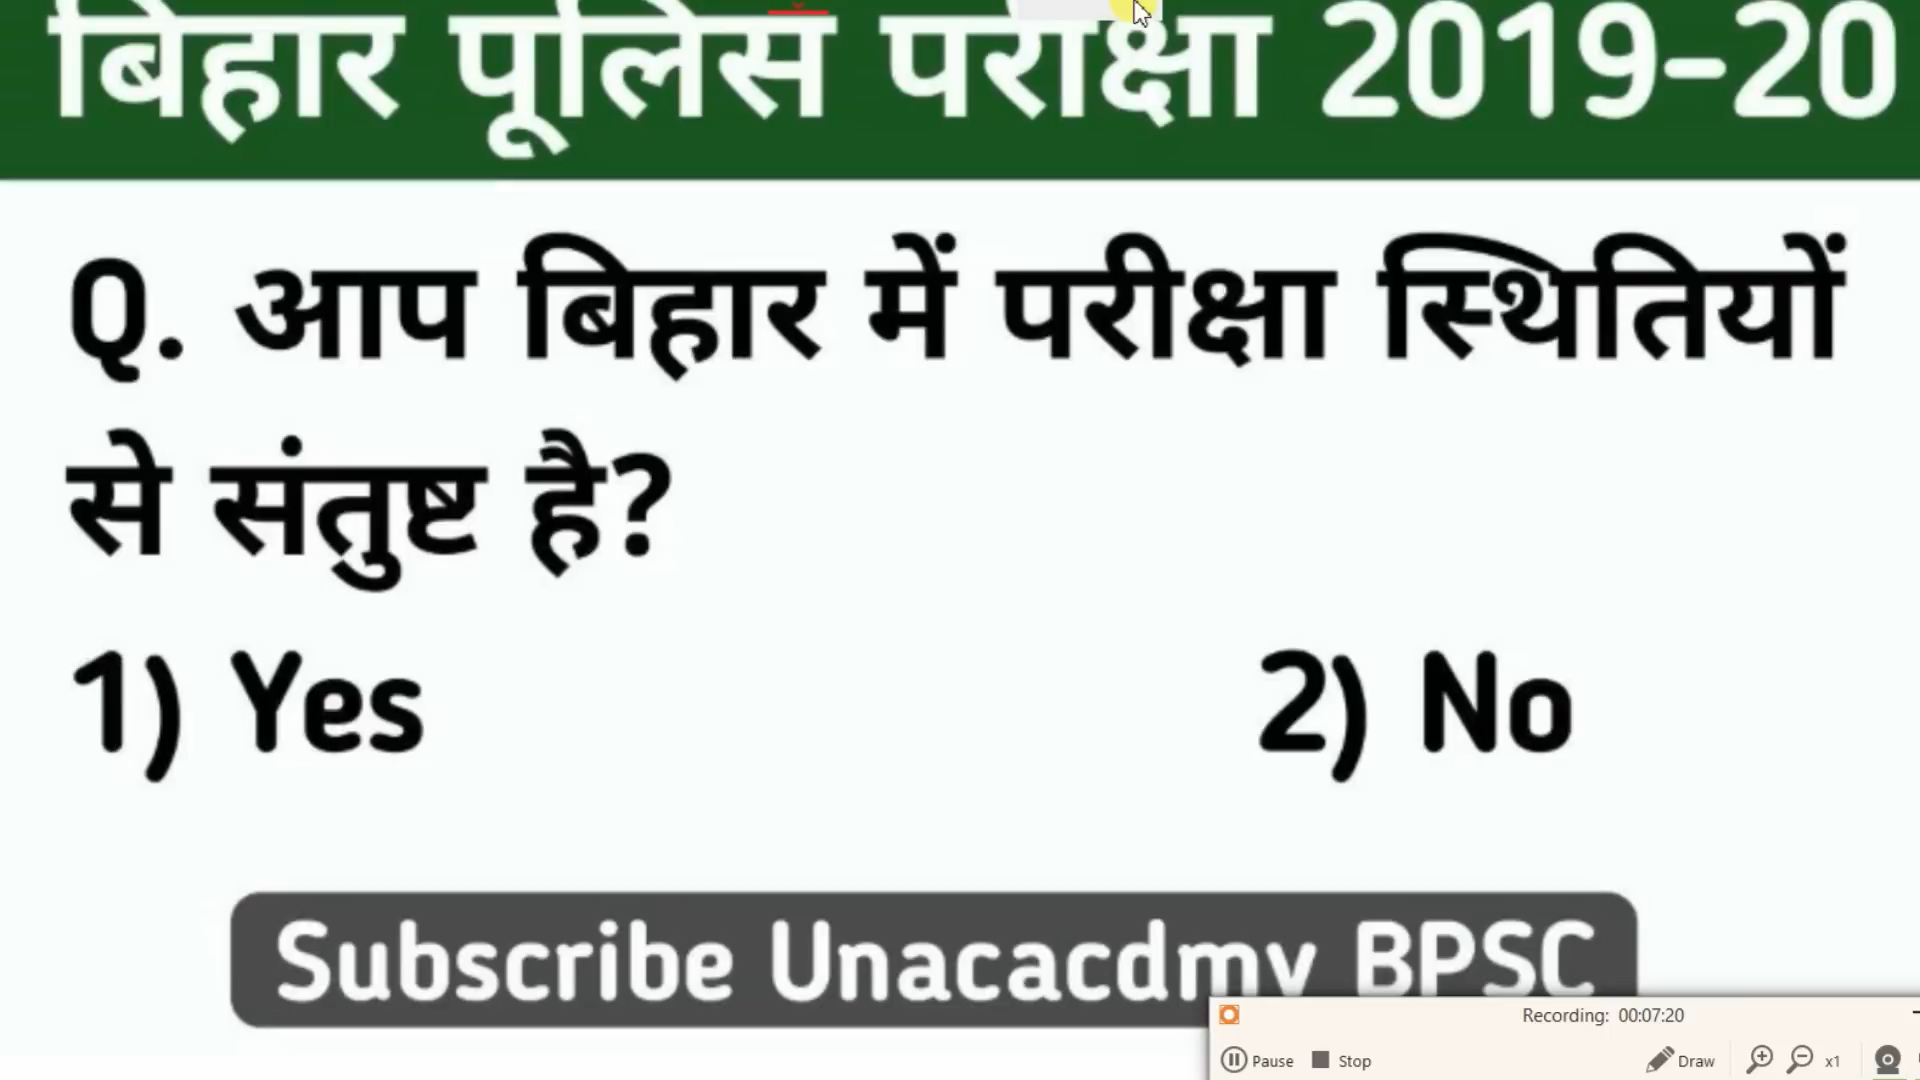 बिहार पूलिस परीक्षा 2019-20
Q. आप बिहार में परीक्षा स्थितियों
से संतुष्ट है?
1) Yes 2) No
Subscribe Unacacdmy BPSC
Recording: 00:07:20
Pause Stop Draw x1